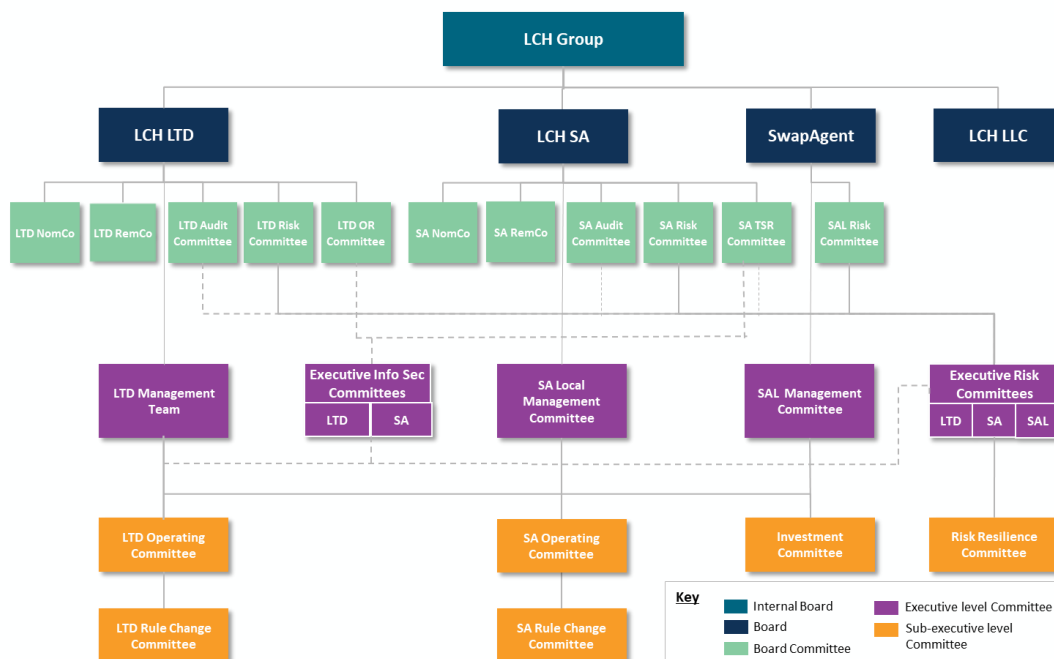 LCH Group
LCH LTD
LCH SA
SwapAgent
LCH LLC
LTD NomCo
LTD RemCo
LTD Audit
Committee
LTD Risk
Committee
LTD OR
Committee
SA NomCo
SA RemCo
SA Audit
Committee
SA Risk
Committee
SA TSR
Committee
SAL Risk
Committee
LTD Management
Team
Executive Info Sec
Committees
LTD
SA
SA Local
Management
Committee
SAL Management
Committee
Executive Risk
Committees
LTD
SA
SAL
LTD Operating
Committee
SA Operating
Committee
Investment
Committee
Risk Resilience
Committee
LTD Rule Change
Committee
SA Rule Change
Committee
Key
Internal Board
Board
Board Committee
Executive level Committee
Sub-executive level
Committee